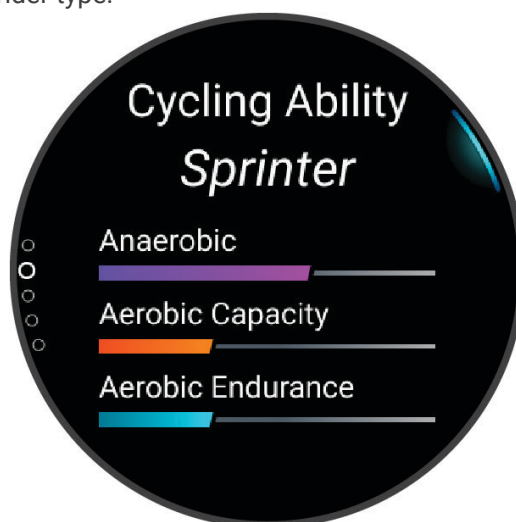 Cycling Ability
Sprinter
Anaerobic
Aerobic Capacity
Aerobic Endurance